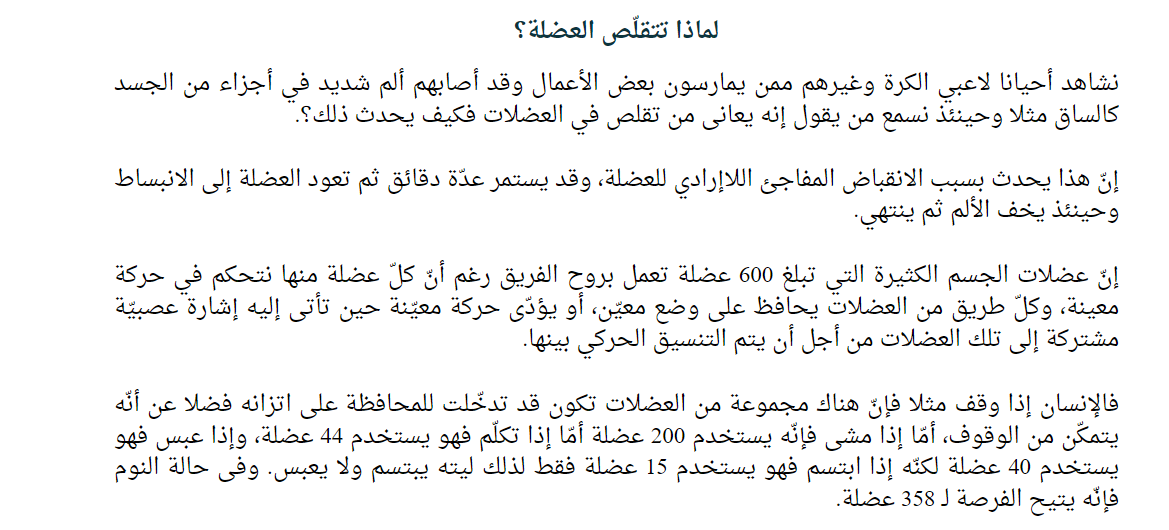 لماذا تتقلّص العضلة؟
نشاهد أحيانا لاعبي الكرة وغيرهم ممن يمارسون بعض الأعمال وقد أصابهم ألم شديد في أجزاء من الجسد
كالساق مثلا وحينئذ نسمع من يقول إنه يعانى من تقلص في العضلات فكيف يحدث ذلك؟.
إنّ هذا يحدث بسبب الانقباض المفاجئ اللاإرادي للعضلة، وقد يستمر عدّة دقائق ثم تعود العضلة إلى الانبساط
وحينئذ يخف الألم ثم ينتهي.
إنّ عضلات الجسم الكثيرة التي تبلغ 600 عضلة تعمل بروح الفريق رغم أنّ كلّ عضلة منها نتحكم في حركة
معينة، وكلّ طريق من العضلات يحافظ على وضع معيّن، أو يؤدّى حركة معيّنة حين تأتى إليه إشارة عصبيّة
مشتركة إلى تلك العضلات من أجل أن يتم التنسيق الحركي بينها.
فالإنسان إذا وقف مثلا فإنّ هناك مجموعة من العضلات تكون قد تدخّلت للمحافظة على اتزانه فضلا عن أنّه
يتمكّن من الوقوف، أمّا إذا مشى فإنّه يستخدم 200 عضلة أمّا إذا تكلّم فهو يستخدم 44 عضلة، وإذا عبس فهو
يستخدم 40 عضلة لكنّه إذا ابتسم فهو يستخدم 15 عضلة فقط لذلك ليته يبتسم ولا يعبس. وفى حالة النوم
فإنّه يتيح الفرصة لـ 358 عضلة.